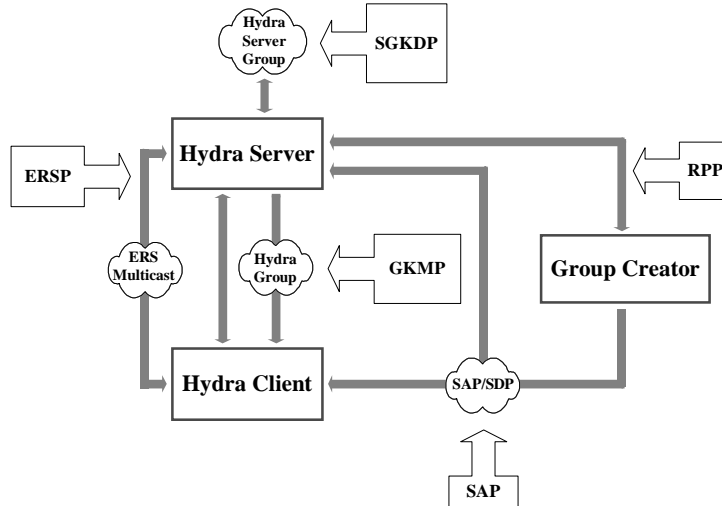 Hydra
Server
Group
SGKDP
Hydra Server
ERSP
RPP
ERS
Multicast
Hydra
Group
GKMP
Group Creator
Hydra Client
SAP/SDP
SAP